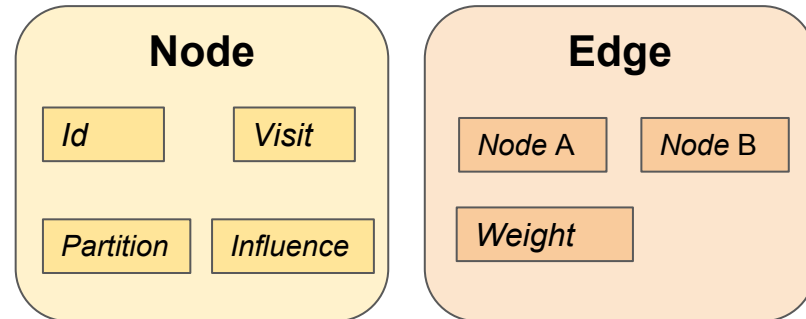 Node
Id
Visit
Partition
Influence
Edge
Node A
Node B
Weight